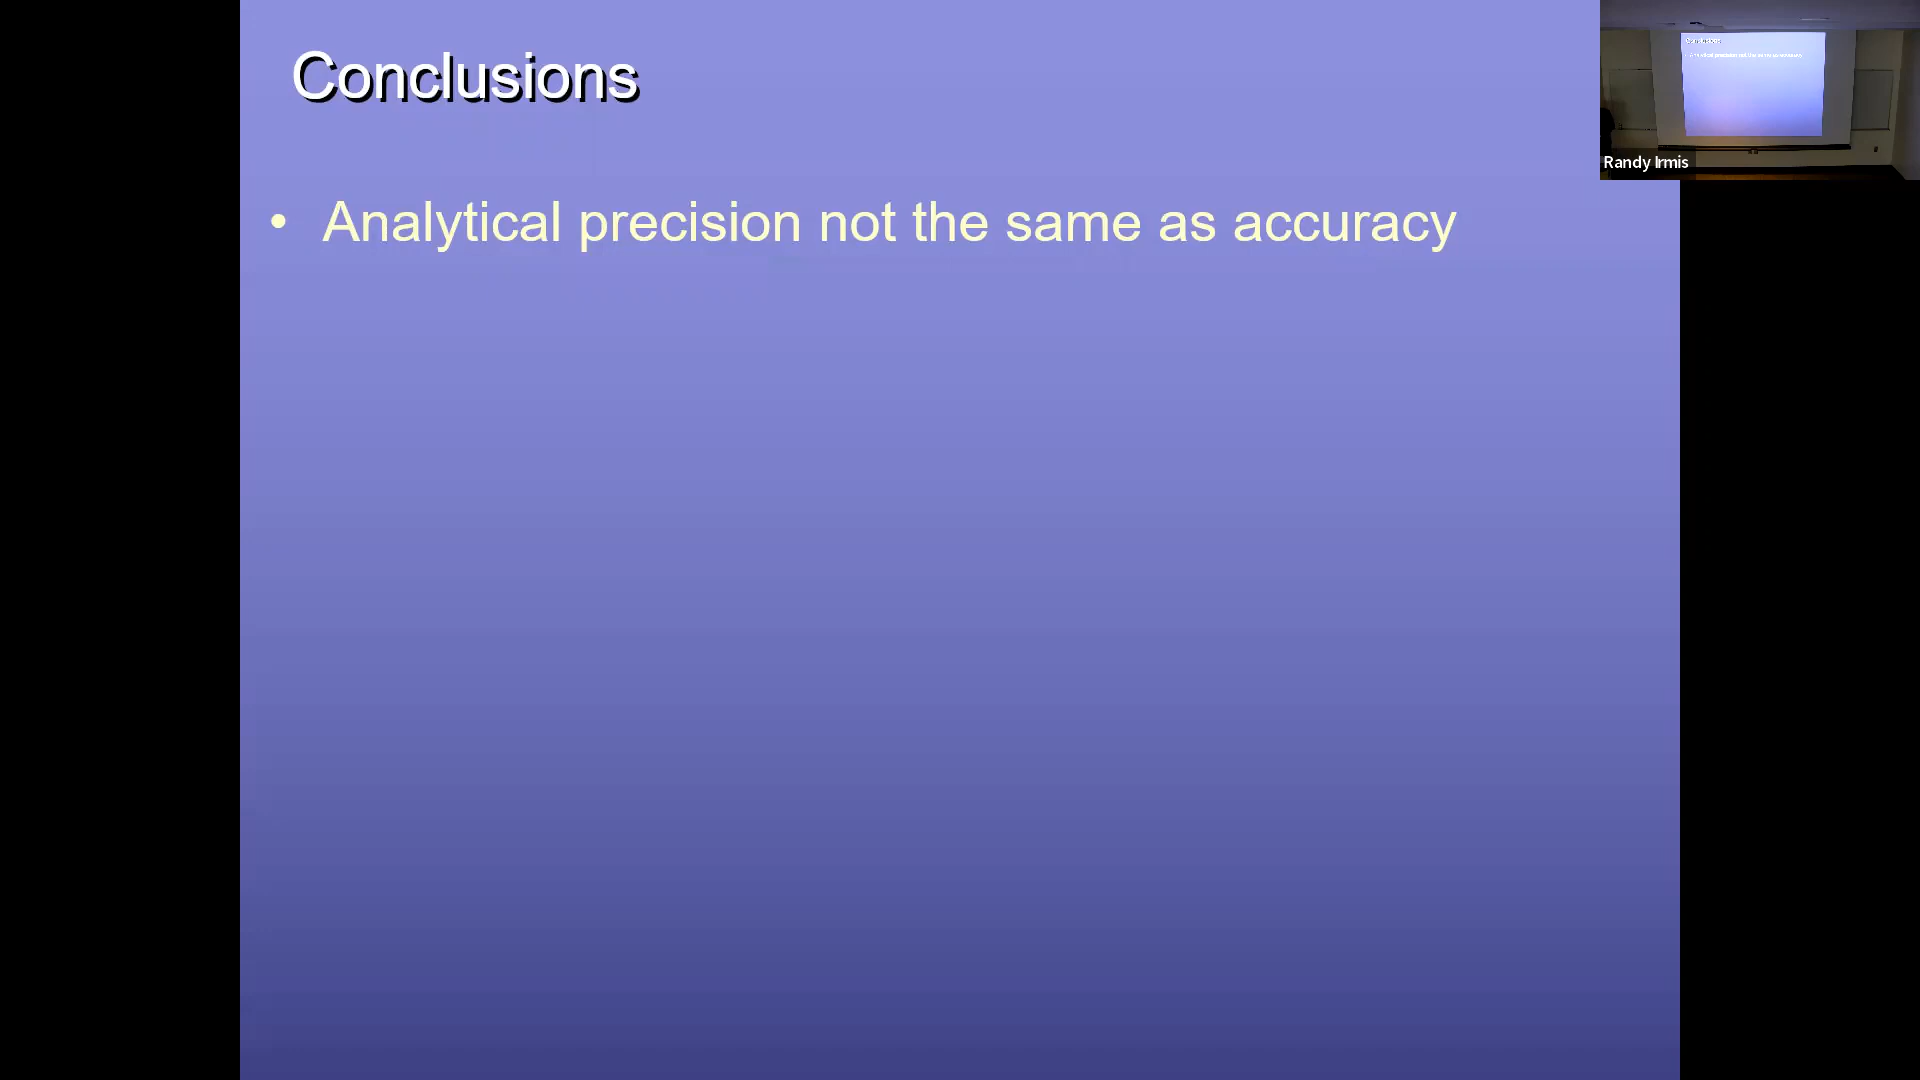 Conclusions
• Analytical precision not the same as accuracy
Randy Irmis